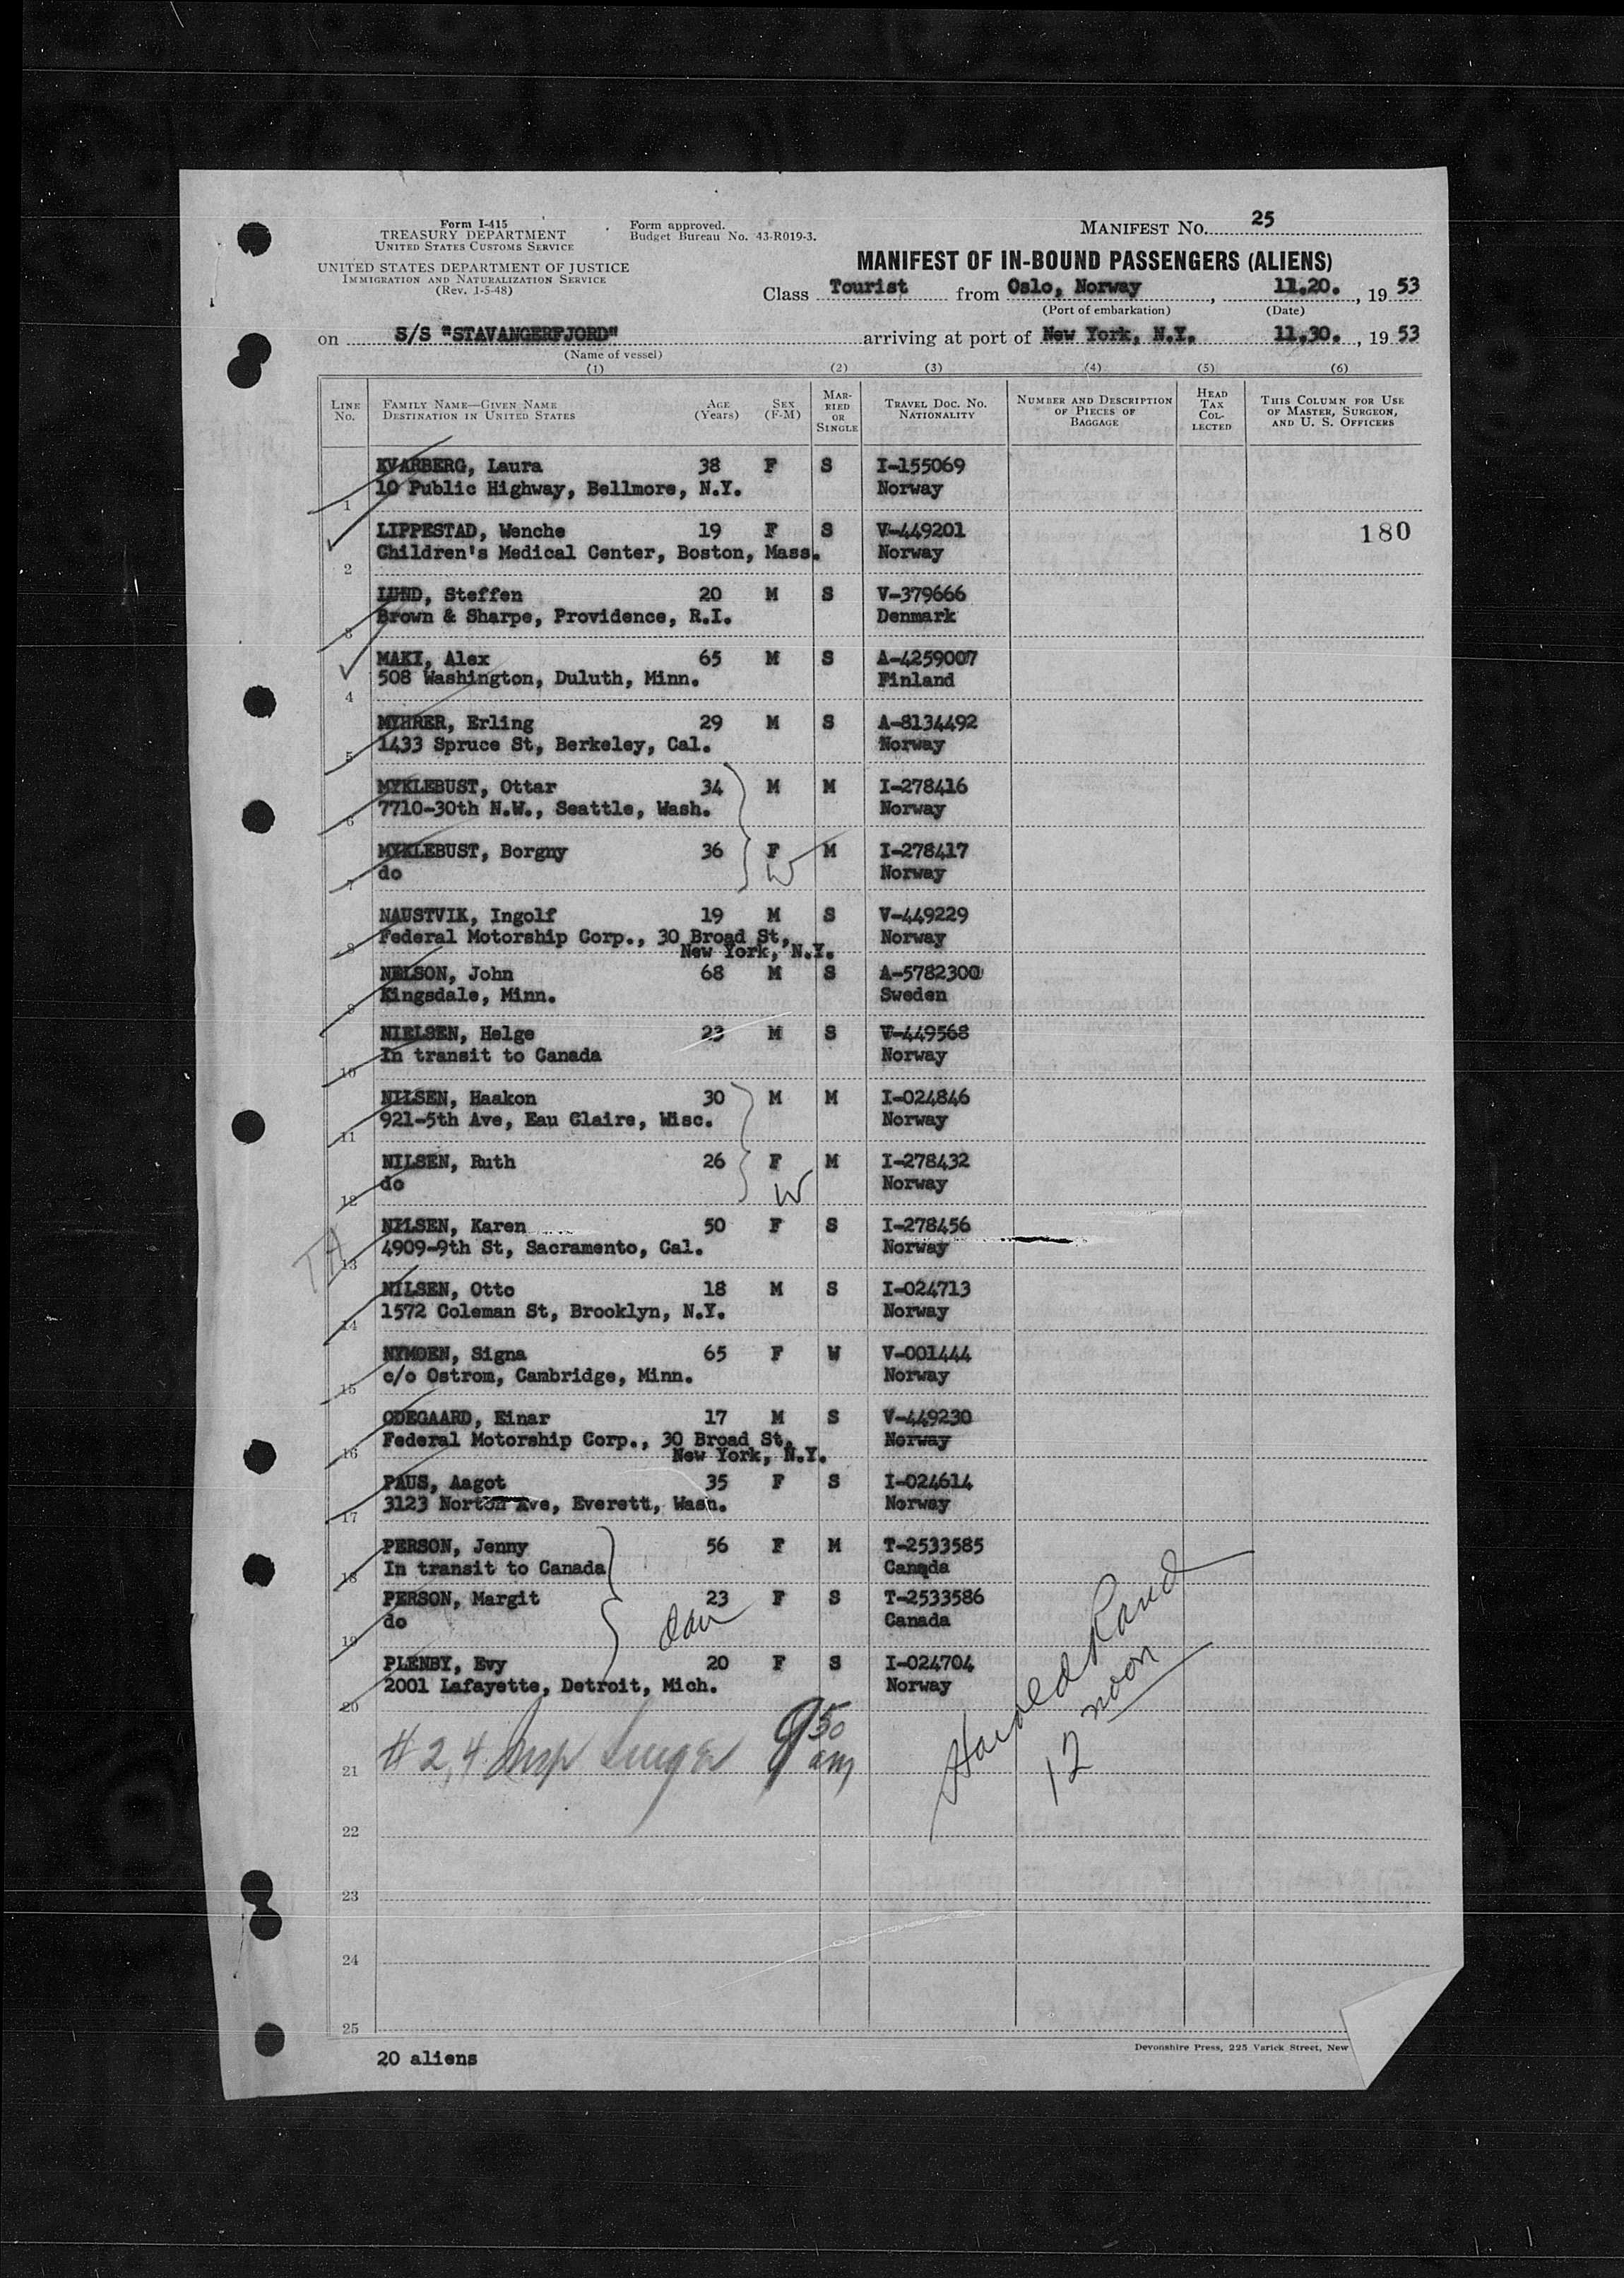 Form I-415
TREASURY DEPARTMENT
UNITED STATES CUSTOMS SERVICE
UNITED STATES DEPARTMENT OF JUSTICE
IMMIGRATION AND NATURALIZATION SERVICE
(Rev. 1-5-48)
Form approved.
Budget Bureau No. 43-R019-3.
MANIFEST NO. 25
MANIFEST OF IN-BOUND PASSENGERS (ALIENS)
Class Tourist from Oslo, Norway, 11.20., 19 53
(Port of embarkation) (Date)
on S/S "STAVANGERFJORD" arriving at port of New York, N.Y. 11.30., 19 53
(Name of vessel)
(1) (2) (3) (4) (5) (6)
LINE NO. FAMILY NAME—GIVEN NAME DESTINATION IN UNITED STATES AGE (Years) SEX (F-M) MARRIED OR SINGLE TRAVEL DOC. NO. NATIONALITY NUMBER AND DESCRIPTION OF PIECES OF BAGGAGE HEAD TAX COLLECTED THIS COLUMN FOR USE OF MASTER, SURGEON, AND U. S. OFFICERS
KVARBERG, Laura 38 F S I-155069
1 10 Public Highway, Bellmore, N.Y. Norway
LIPPESTAD, Wenche 19 F S V-449201 180
Children's Medical Center, Boston, Mass. Norway
2
LUND, Steffen 20 M S V-379666
3 Brown & Sharpe, Providence, R.I. Denmark
MAKI, Alex 65 M S A-4259007
508 Washington, Duluth, Minn. Finland
4
MYHRER, Erling 29 M S A-8134492
5 1433 Spruce St, Berkeley, Cal. Norway
MYKLEBUST, Ottar 34 M M I-278416
6 7710-30th N.W., Seattle, Wash. Norway
MYKLEBUST, Borgny 36 F M I-278417
7 do W Norway
NAUSTVIK, Ingolf 19 M S V-449229
Federal Motorship Corp., 30 Broad St, Norway
8 New York, N.Y.
NELSON, John 68 M S A-5782300
9 Kingsdale, Minn. Sweden
NIELSEN, Helge 23 M S V-449568
10 In transit to Canada Norway
NILSEN, Haakon 30 M M I-024846
11 921-5th Ave, Eau Claire, Wisc. Norway
NILSEN, Ruth 26 F M I-278432
12 do W Norway
NILSEN, Karen 50 F S I-278456
13 4909-9th St, Sacramento, Cal. Norway
NILSEN, Otto 18 M S I-024713
14 1572 Coleman St, Brooklyn, N.Y. Norway
NYMOEN, Signa 65 F W V-001444
15 c/o Ostrom, Cambridge, Minn. Norway
ODEGAARD, Einar 17 M S V-449230
Federal Motorship Corp., 30 Broad St, Norway
16 New York, N.Y.
PAUS, Aagot 35 F S I-024614
17 3123 Norton Ave, Everett, Wash. Norway
PERSON, Jenny 56 F M T-2533585
18 In transit to Canada Canada
PERSON, Margit 23 F S T-2533586
19 do Dau Canada
PLENBY, Evy 20 F S I-024704
20 2001 Lafayette, Detroit, Mich. Norway
21 # 2, 4 Insp 9 50 am
Harold Rand
12 noon
22
23
24
25
20 aliens
Devonshire Press, 225 Varick Street, New